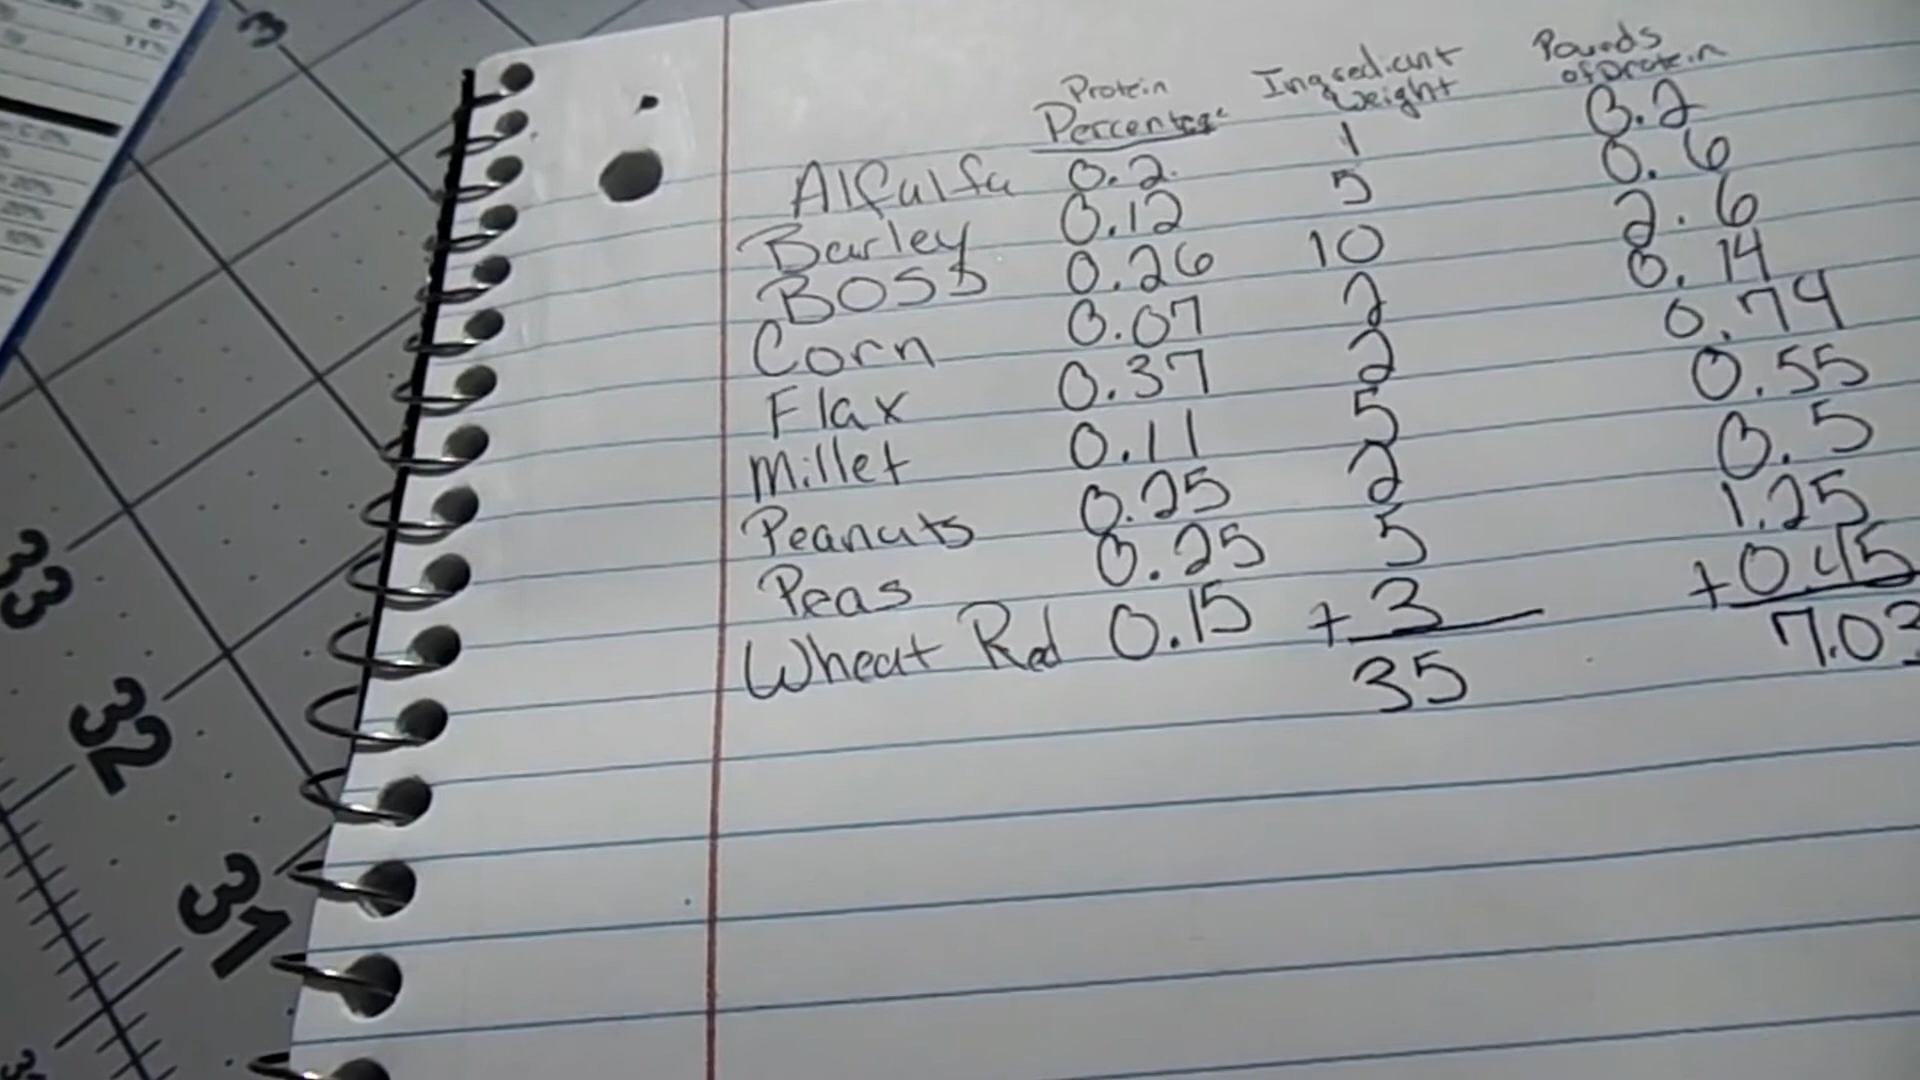 Protein Ingrediant Pounds
Percentage Weight of Protein
Alfalfa 0.2 1 0.2
Barley 0.12 5 0.6
BOSS 0.26 10 2.6
Corn 0.07 2 0.14
Flax 0.37 2 0.74
Millet 0.11 5 0.55
Peanuts 0.25 2 0.5
Peas 0.25 5 1.25
Wheat Red 0.15 +3 +0.45
35 7.03
33
32
31
3